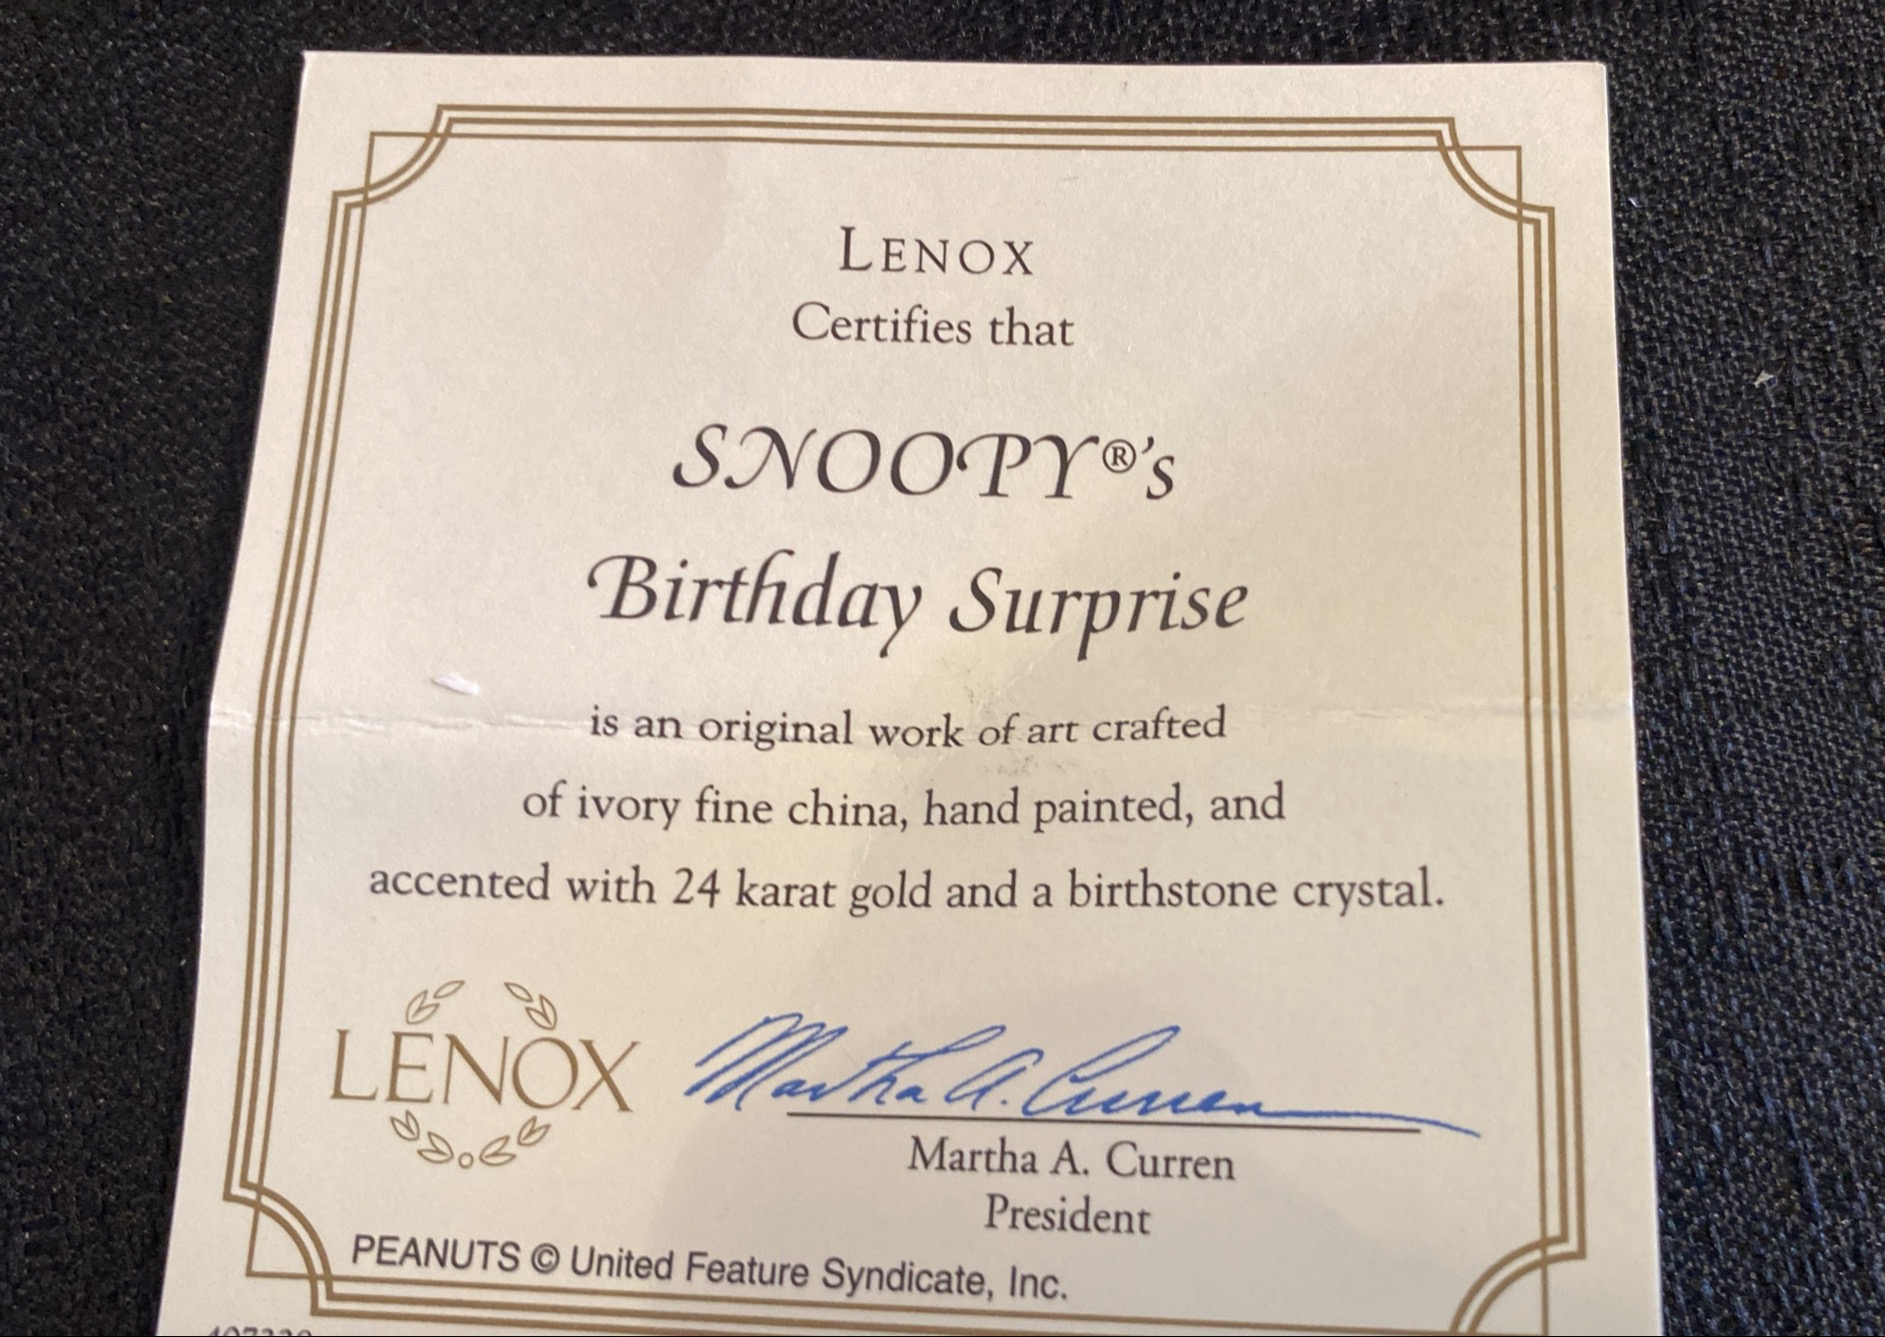 LENOX
Certifies that
SNOOPY®'s
Birthday Surprise
is an original work of art crafted
of ivory fine china, hand painted, and
accented with 24 karat gold and a birthstone crystal.
LENOX
Martha A. Curren
Martha A. Curren
President
PEANUTS © United Feature Syndicate, Inc.